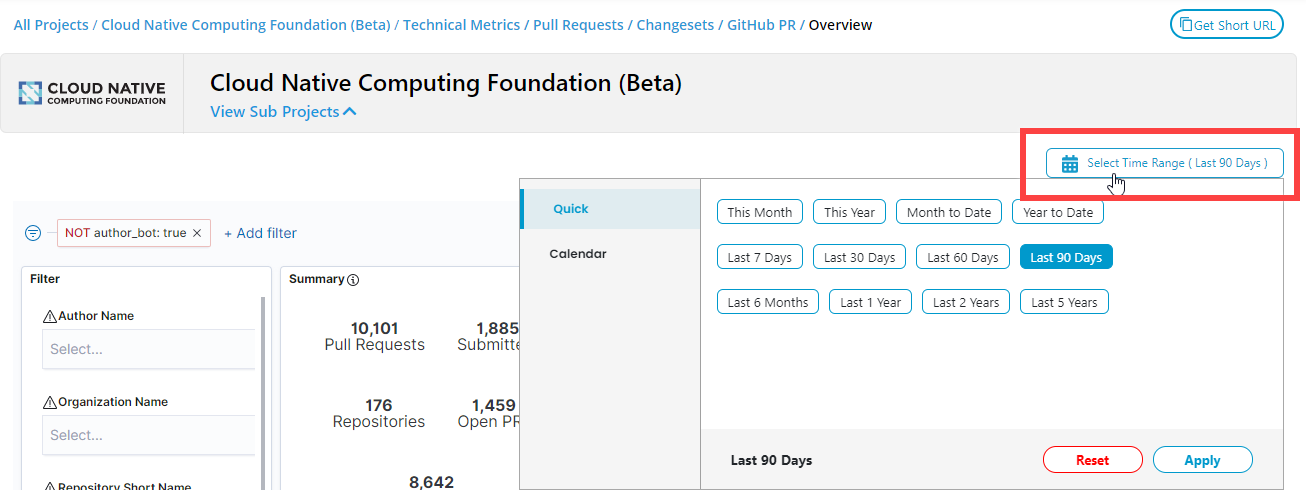 All Projects / Cloud Native Computing Foundation (Beta) / Technical Metrics / Pull Requests / Changesets / GitHub PR / Overview
Get Short URL
CLOUD NATIVE
COMPUTING FOUNDATION
Cloud Native Computing Foundation (Beta)
View Sub Projects
Select Time Range ( Last 90 Days )
NOT author_bot: true ×
+ Add filter
Quick
Calendar
This Month
This Year
Month to Date
Year to Date
Last 7 Days
Last 30 Days
Last 60 Days
Last 90 Days
Last 6 Months
Last 1 Year
Last 2 Years
Last 5 Years
Last 90 Days
Reset
Apply
Filter
Author Name
Select...
Organization Name
Select...
Repository Short Name
Summary
10,101
Pull Requests
1,885
Submitte
176
Repositories
1,459
Open PR
8,642